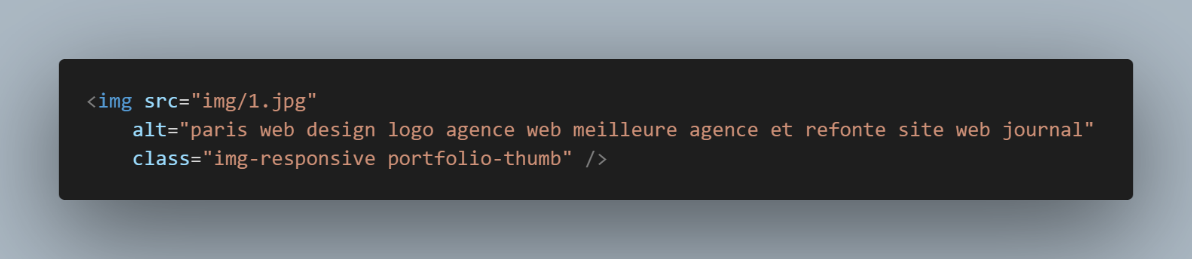 <img src="img/1.jpg"
alt="paris web design logo agence web meilleure agence et refonte site web journal"
class="img-responsive portfolio-thumb" />